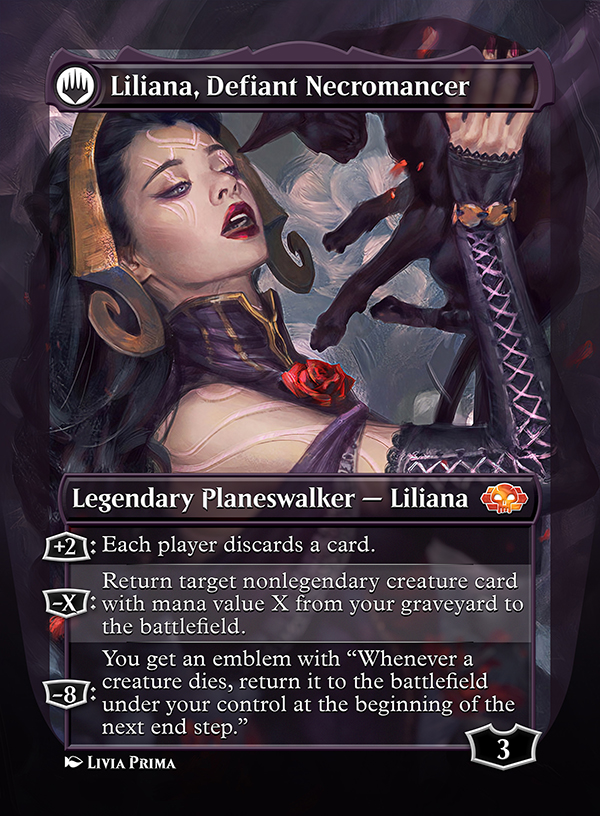 Liliana, Defiant Necromancer
Legendary Planeswalker — Liliana
+2: Each player discards a card.
-X: Return target nonlegendary creature card
with mana value X from your graveyard to
the battlefield.
-8: You get an emblem with “Whenever a
creature dies, return it to the battlefield
under your control at the beginning of the
next end step.”
3
Livia Prima